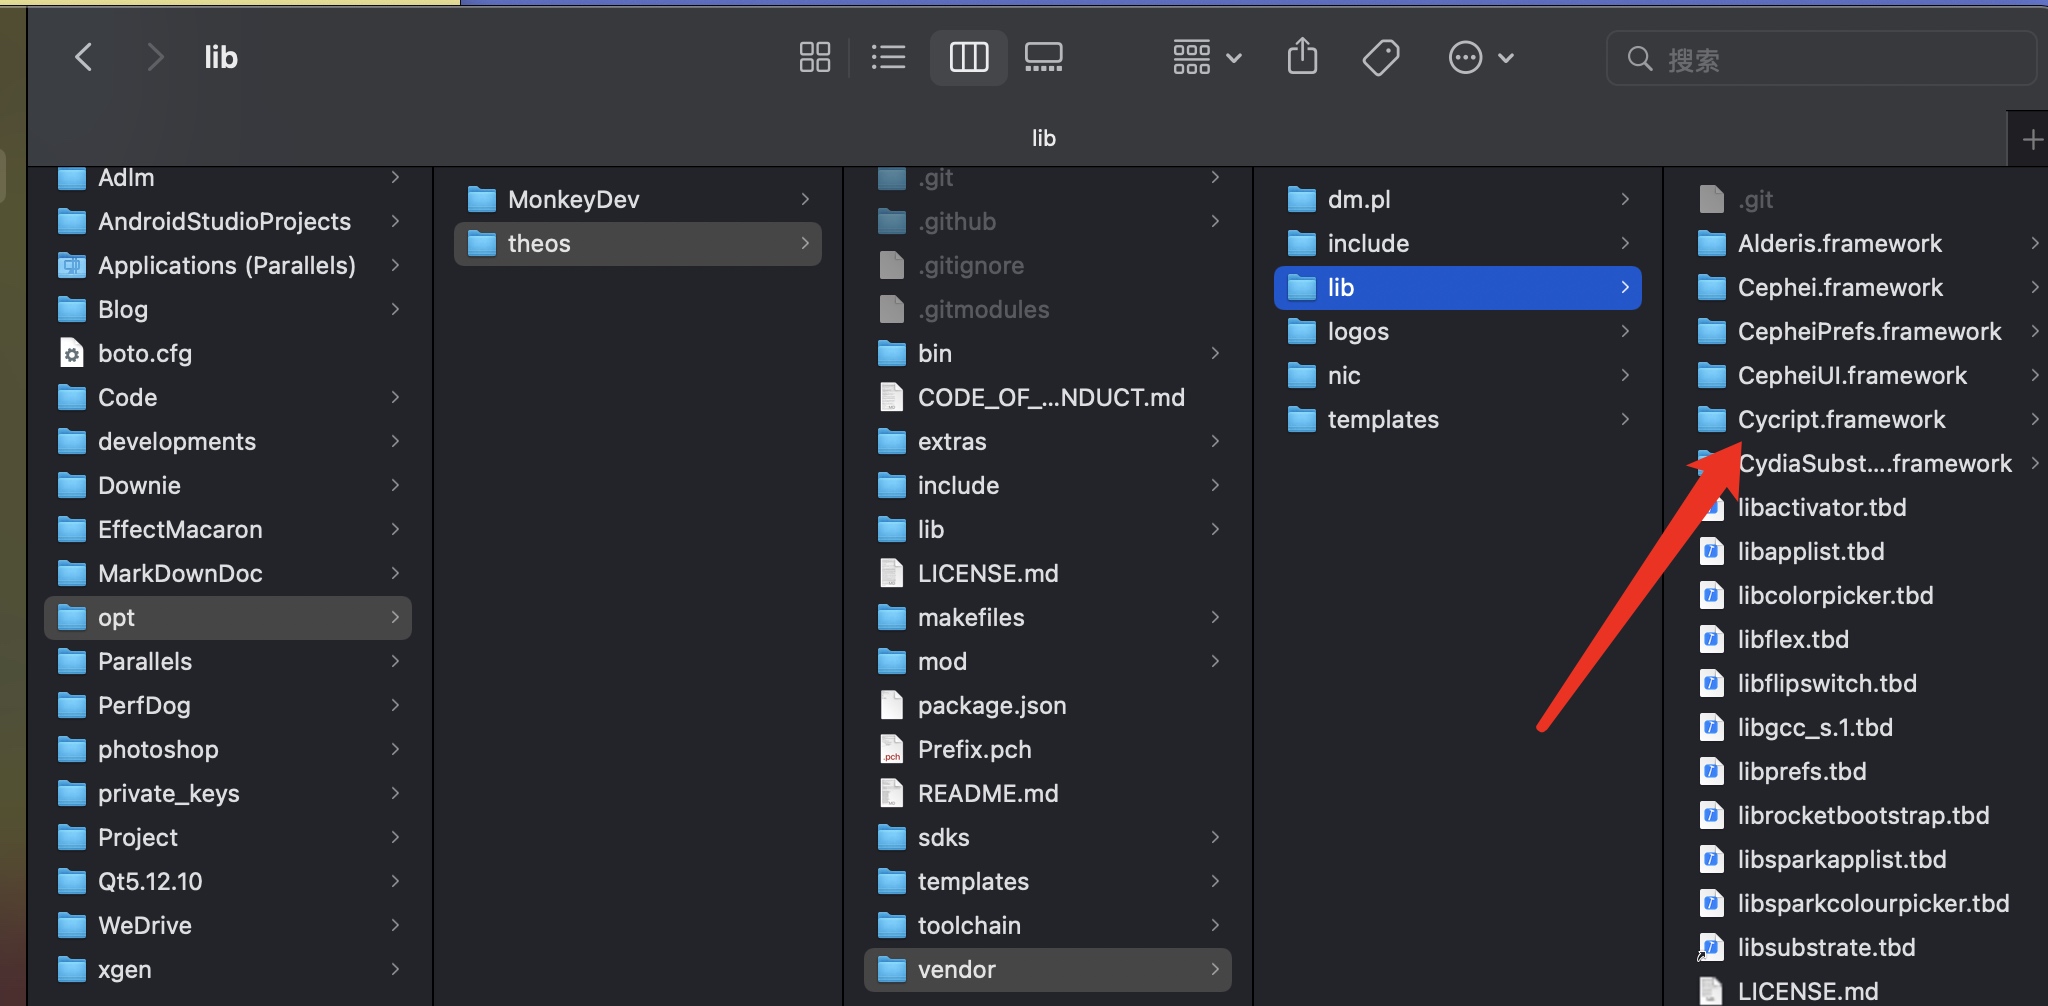 lib
搜索
lib
Adlm
AndroidStudioProjects
Applications (Parallels)
Blog
boto.cfg
Code
developments
Downie
EffectMacaron
MarkDownDoc
opt
Parallels
PerfDog
photoshop
private_keys
Project
Qt5.12.10
WeDrive
xgen
MonkeyDev
theos
.git
.github
.gitignore
.gitmodules
bin
CODE_OF_...NDUCT.md
extras
include
lib
LICENSE.md
makefiles
mod
package.json
Prefix.pch
README.md
sdks
templates
toolchain
vendor
dm.pl
include
lib
logos
nic
templates
.git
Alderis.framework
Cephei.framework
CepheiPrefs.framework
CepheiUI.framework
Cycript.framework
CydiaSubst....framework
libactivator.tbd
libapplist.tbd
libcolorpicker.tbd
libflex.tbd
libflipswitch.tbd
libgcc_s.1.tbd
libprefs.tbd
librocketbootstrap.tbd
libsparkapplist.tbd
libsparkcolourpicker.tbd
libsubstrate.tbd
LICENSE.md